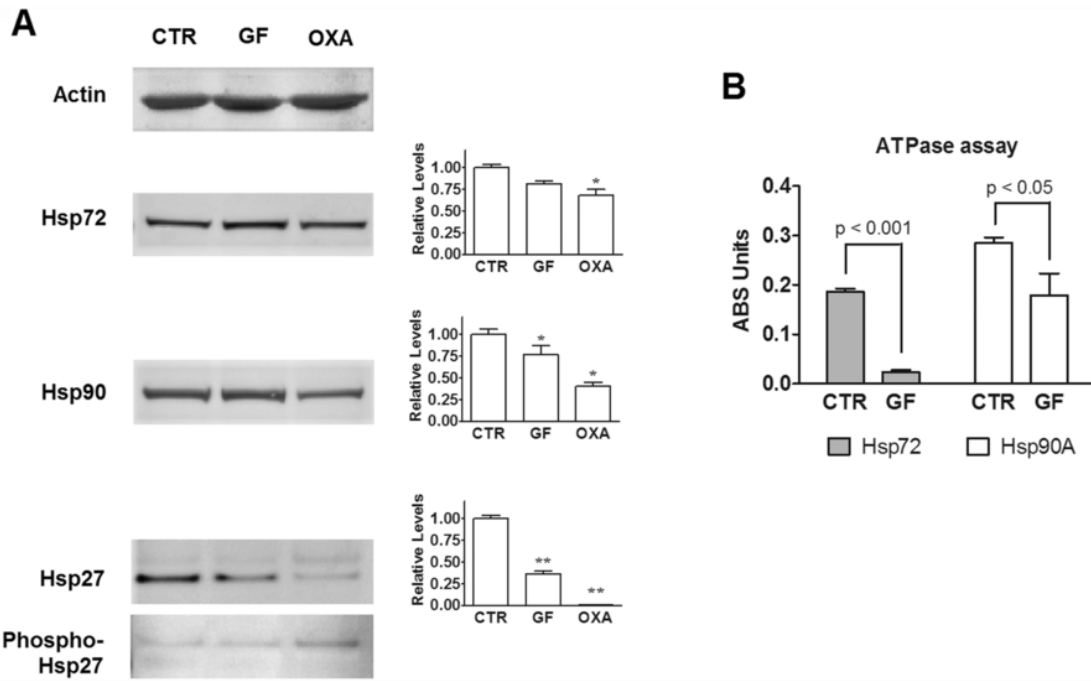 A
CTR GF OXA
Actin
Hsp72
Relative Levels
1.00
0.75
0.50
0.25
0.00
*
CTR GF OXA
Hsp90
Relative Levels
1.00
0.75
0.50
0.25
0.00
*
*
CTR GF OXA
Hsp27
Phospho-
Hsp27
Relative Levels
1.00
0.75
0.50
0.25
0.00
**
**
CTR GF OXA
B
ATPase assay
ABS Units
0.4
0.3
0.2
0.1
0.0
p < 0.001
p < 0.05
CTR GF CTR GF
Hsp72 Hsp90A